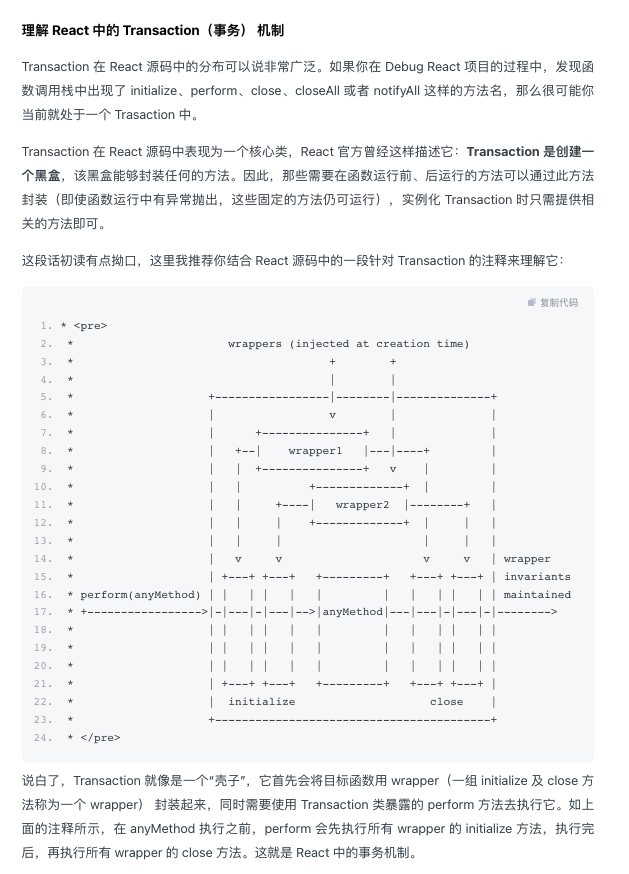 理解 React 中的 Transaction（事务） 机制
Transaction 在 React 源码中的分布可以说非常广泛。如果你在 Debug React 项目的过程中，发现函
数调用栈中出现了 initialize、perform、close、closeAll 或者 notifyAll 这样的方法名，那么很可能你
当前就处于一个 Trasaction 中。
Transaction 在 React 源码中表现为一个核心类，React 官方曾经这样描述它：Transaction 是创建一
个黑盒，该黑盒能够封装任何的方法。因此，那些需要在函数运行前、后运行的方法可以通过此方法
封装（即使函数运行中有异常抛出，这些固定的方法仍可运行），实例化 Transaction 时只需提供相
关的方法即可。
这段话初读有点拗口，这里我推荐你结合 React 源码中的一段针对 Transaction 的注释来理解它：
复制代码
1. * <pre>
2.  *                       wrappers (injected at creation time)
3.  *                                      +        +
4.  *                                      |        |
5.  *                    +-----------------|--------|--------------+
6.  *                    |                 v        |              |
7.  *                    |      +---------------+   |              |
8.  *                    |   +--|    wrapper1   |---|----+         |
9.  *                    |   |  +---------------+   v    |         |
10.  *                    |   |          +-------------+  |         |
11.  *                    |   |     +----|   wrapper2  |--------+   |
12.  *                    |   |     |    +-------------+  |     |   |
13.  *                    |   |     |                     |     |   |
14.  *                    |   v     v                     v     v   | wrapper
15.  *                    | +---+ +---+   +---------+   +---+ +---+ | invariants
16.  * perform(anyMethod) | |   | |   |   |         |   |   | |   | | maintained
17.  * +----------------->|-|---|-|---|-->|anyMethod|---|---|-|---|-|-------->
18.  *                    | |   | |   |   |         |   |   | |   | |
19.  *                    | |   | |   |   |         |   |   | |   | |
20.  *                    | |   | |   |   |         |   |   | |   | |
21.  *                    | +---+ +---+   +---------+   +---+ +---+ |
22.  *                    |  initialize                    close    |
23.  *                    +-----------------------------------------+
24.  * </pre>
说白了，Transaction 就像是一个“壳子”，它首先会将目标函数用 wrapper（一组 initialize 及 close 方
法称为一个 wrapper） 封装起来，同时需要使用 Transaction 类暴露的 perform 方法去执行它。如上
面的注释所示，在 anyMethod 执行之前，perform 会先执行所有 wrapper 的 initialize 方法，执行完
后，再执行所有 wrapper 的 close 方法。这就是 React 中的事务机制。